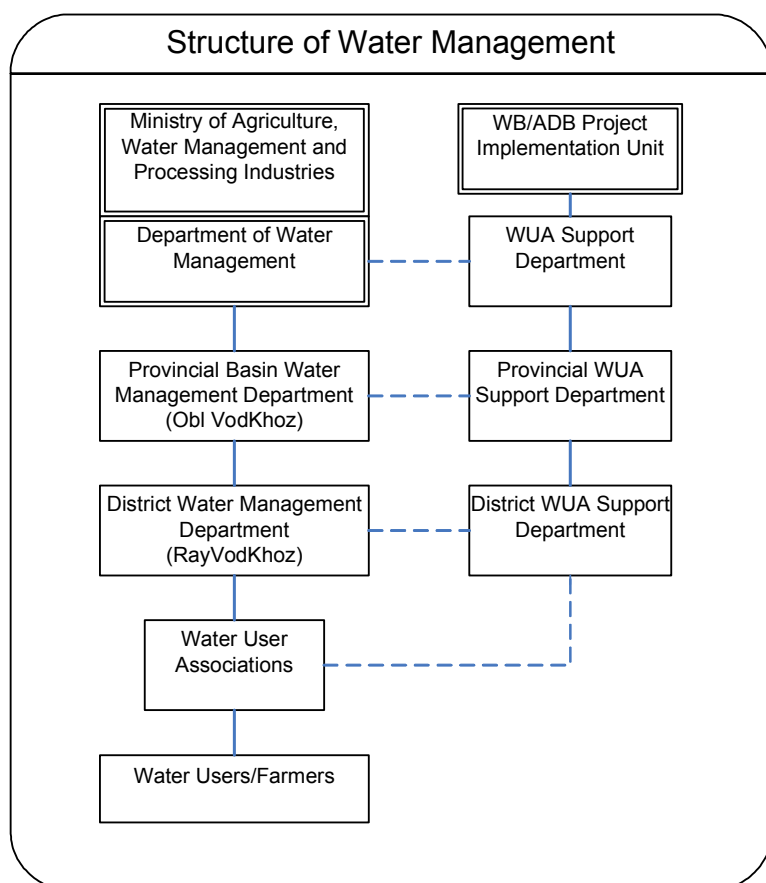 Structure of Water Management
Ministry of Agriculture,
Water Management and
Processing Industries
WB/ADB Project
Implementation Unit
Department of Water
Management
WUA Support
Department
Provincial Basin Water
Management Department
(Obl VodKhoz)
Provincial WUA
Support Department
District Water Management
Department
(RayVodKhoz)
District WUA Support
Department
Water User
Associations
Water Users/Farmers